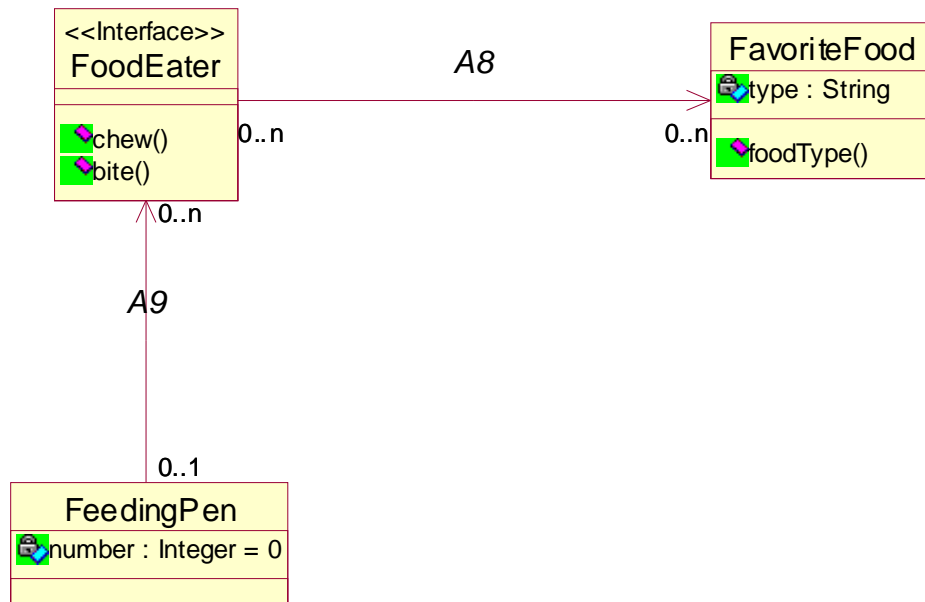 <<Interface>>
FoodEater
chew()
bite()
A8
0..n
0..n
FavoriteFood
type : String
foodType()
0..n
A9
0..1
FeedingPen
number : Integer = 0